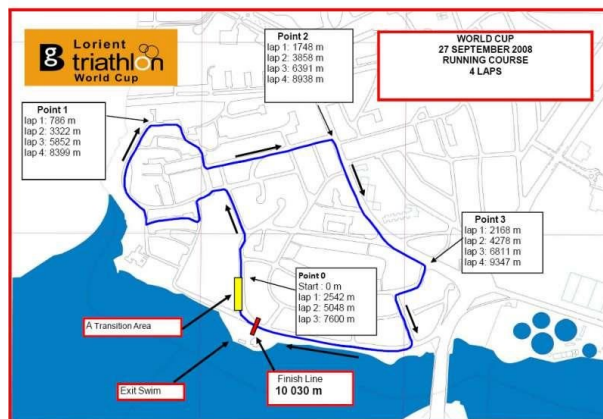 BG Lorient
triathlon
World Cup
WORLD CUP
27 SEPTEMBER 2008
RUNNING COURSE
4 LAPS
Point 2
lap 1: 1748 m
lap 2: 3858 m
lap 3: 6391 m
lap 4: 8938 m
Point 1
lap 1: 786 m
lap 2: 3322 m
lap 3: 5852 m
lap 4: 8399 m
Point 3
lap 1: 2168 m
lap 2: 4278 m
lap 3: 6811 m
lap 4: 9347 m
Point 0
Start : 0 m
lap 1: 2542 m
lap 2: 5048 m
lap 3: 7600 m
A Transition Area
Exit Swim
Finish Line
10 030 m